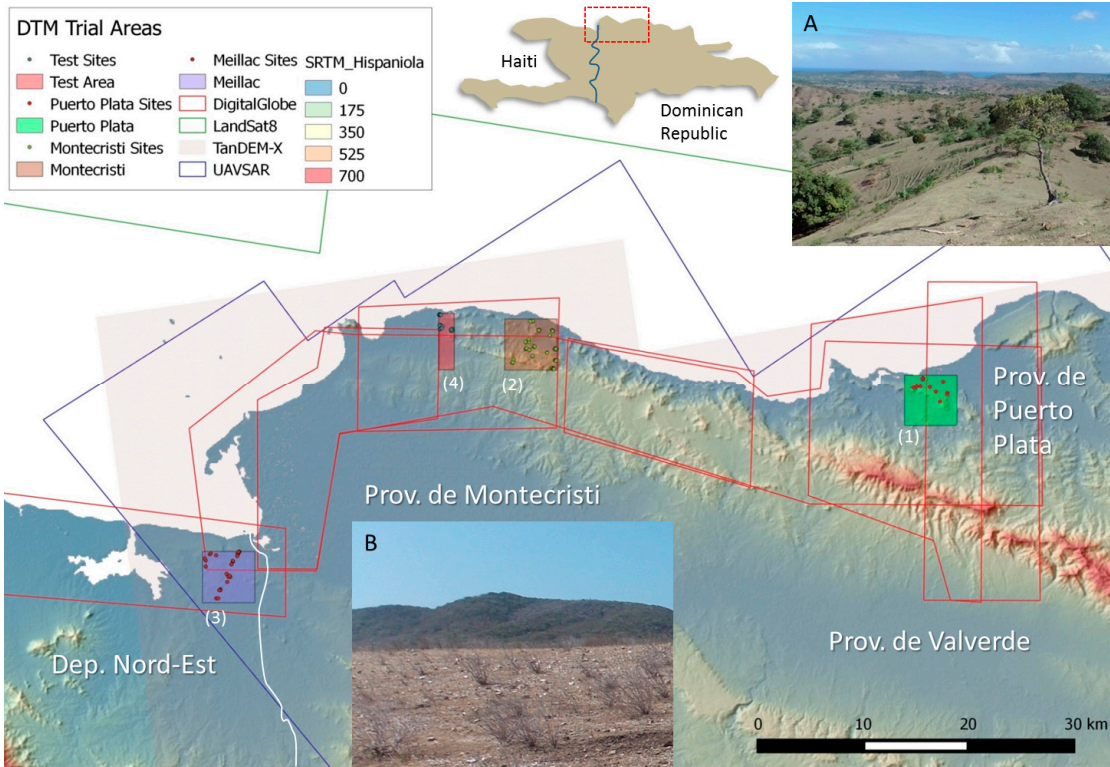 DTM Trial Areas
Test Sites
Test Area
Puerto Plata Sites
Puerto Plata
Montecristi Sites
Montecristi
Meillac Sites
Meillac
DigitalGlobe
LandSat8
TanDEM-X
UAVSAR
SRTM_Hispaniola
0
175
350
525
700
Haiti
Dominican
Republic
A
(4)
(2)
(1)
Prov. de
Puerto
Plata
Prov. de Montecristi
B
(3)
Dep. Nord-Est
Prov. de Valverde
0 10 20 30 km